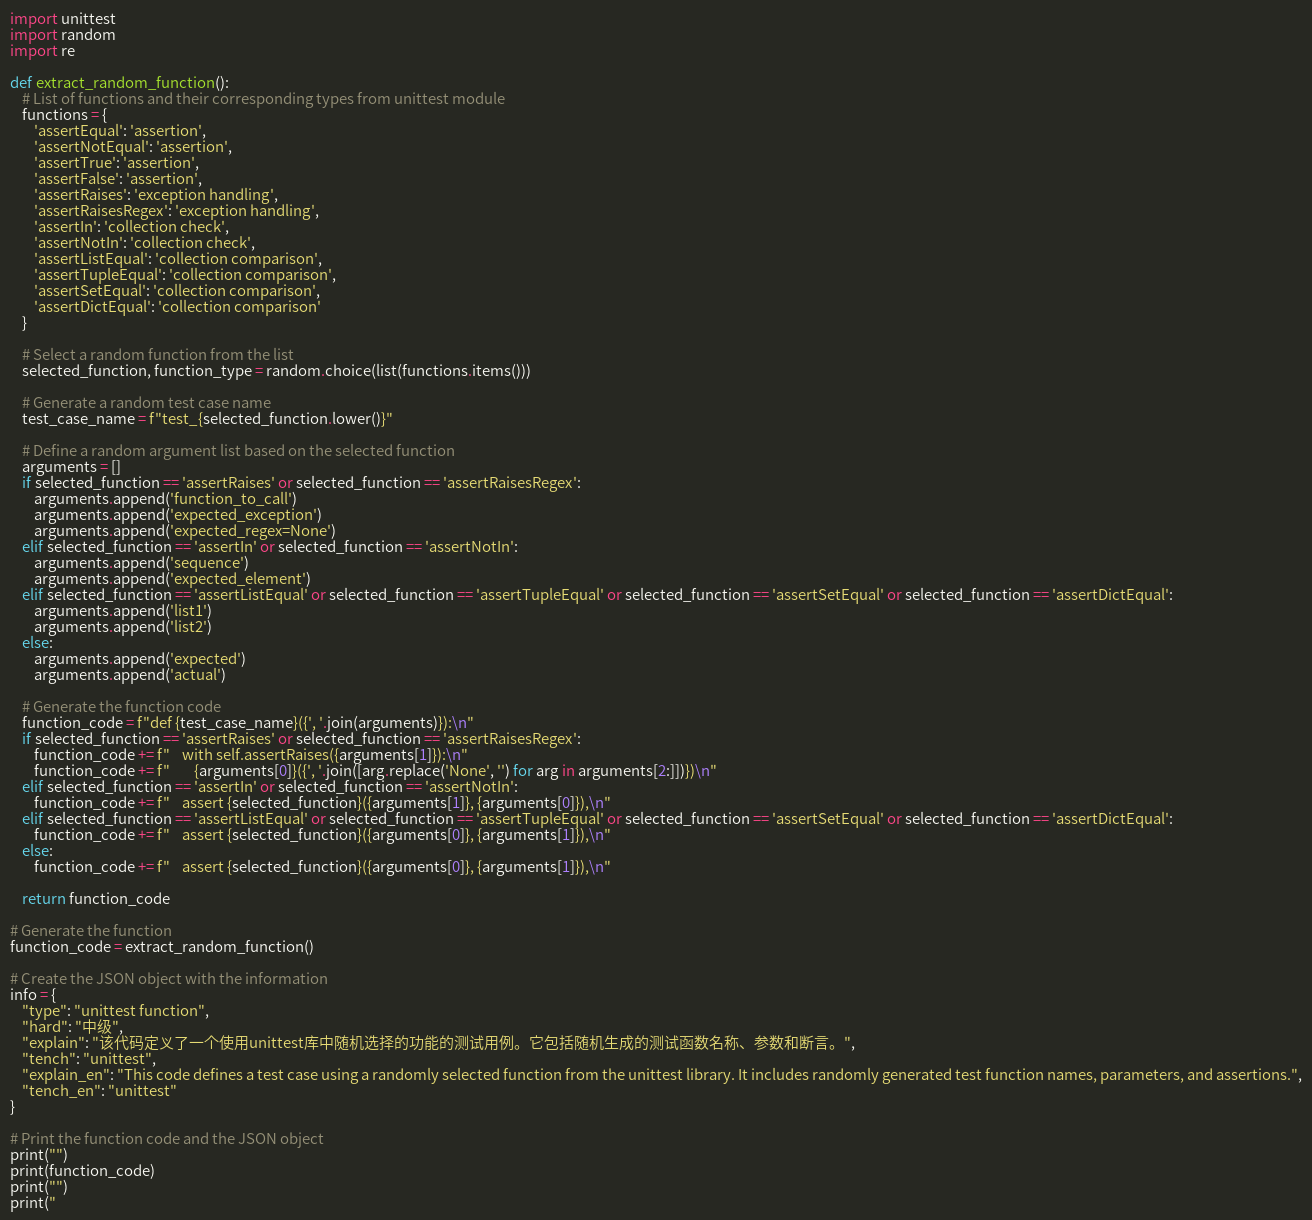 import unittest
import random
import re

def extract_random_function():
    # List of functions and their corresponding types from unittest module
    functions = {
        'assertEqual': 'assertion',
        'assertNotEqual': 'assertion',
        'assertTrue': 'assertion',
        'assertFalse': 'assertion',
        'assertRaises': 'exception handling',
        'assertRaisesRegex': 'exception handling',
        'assertIn': 'collection check',
        'assertNotIn': 'collection check',
        'assertListEqual': 'collection comparison',
        'assertTupleEqual': 'collection comparison',
        'assertSetEqual': 'collection comparison',
        'assertDictEqual': 'collection comparison'
    }

    # Select a random function from the list
    selected_function, function_type = random.choice(list(functions.items()))

    # Generate a random test case name
    test_case_name = f"test_{selected_function.lower()}"

    # Define a random argument list based on the selected function
    arguments = []
    if selected_function == 'assertRaises' or selected_function == 'assertRaisesRegex':
        arguments.append('function_to_call')
        arguments.append('expected_exception')
        arguments.append('expected_regex=None')
    elif selected_function == 'assertIn' or selected_function == 'assertNotIn':
        arguments.append('sequence')
        arguments.append('expected_element')
    elif selected_function == 'assertListEqual' or selected_function == 'assertTupleEqual' or selected_function == 'assertSetEqual' or selected_function == 'assertDictEqual':
        arguments.append('list1')
        arguments.append('list2')
    else:
        arguments.append('expected')
        arguments.append('actual')

    # Generate the function code
    function_code = f"def {test_case_name}({', '.join(arguments)}):\n"
    if selected_function == 'assertRaises' or selected_function == 'assertRaisesRegex':
        function_code += f"    with self.assertRaises({arguments[1]}):\n"
        function_code += f"        {arguments[0]}({', '.join([arg.replace('None', '') for arg in arguments[2:]])})\n"
    elif selected_function == 'assertIn' or selected_function == 'assertNotIn':
        function_code += f"    assert {selected_function}({arguments[1]}, {arguments[0]}),\n"
    elif selected_function == 'assertListEqual' or selected_function == 'assertTupleEqual' or selected_function == 'assertSetEqual' or selected_function == 'assertDictEqual':
        function_code += f"    assert {selected_function}({arguments[0]}, {arguments[1]}),\n"
    else:
        function_code += f"    assert {selected_function}({arguments[0]}, {arguments[1]}),\n"

    return function_code

# Generate the function
function_code = extract_random_function()

# Create the JSON object with the information
info = {
    "type": "unittest function",
    "hard": "中级",
    "explain": "该代码定义了一个使用unittest库中随机选择的功能的测试用例。它包括随机生成的测试函数名称、参数和断言。",
    "tench": "unittest",
    "explain_en": "This code defines a test case using a randomly selected function from the unittest library. It includes randomly generated test function names, parameters, and assertions.",
    "tench_en": "unittest"
}

# Print the function code and the JSON object
print("")
print(function_code)
print("")
print("